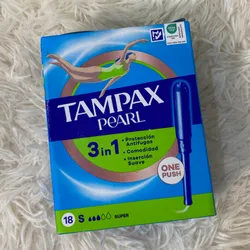 TAMPAX
PEARL
3 in 1
• Protección
Antifugas
• Comodidad
• Inserción
Suave
ONE
PUSH
18 S SUPER